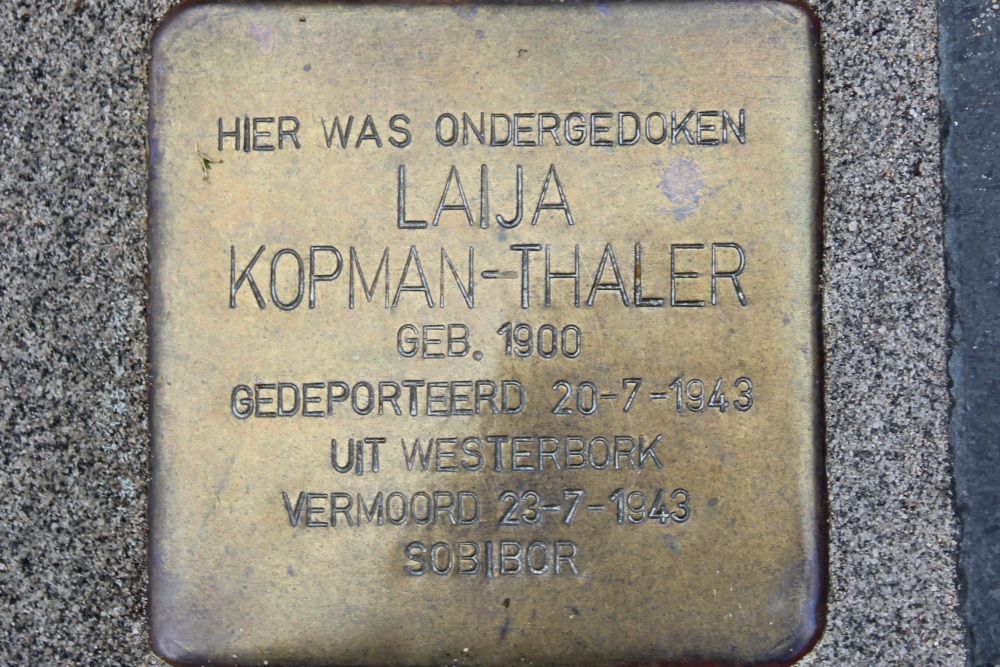 HIER WAS ONDERGEDOKEN
LAIJA
KOPMAN-THALER
GEB. 1900
GEDEPORTEERD 20-7-1943
UIT WESTERBORK
VERMOORD 23-7-1943
SOBIBOR